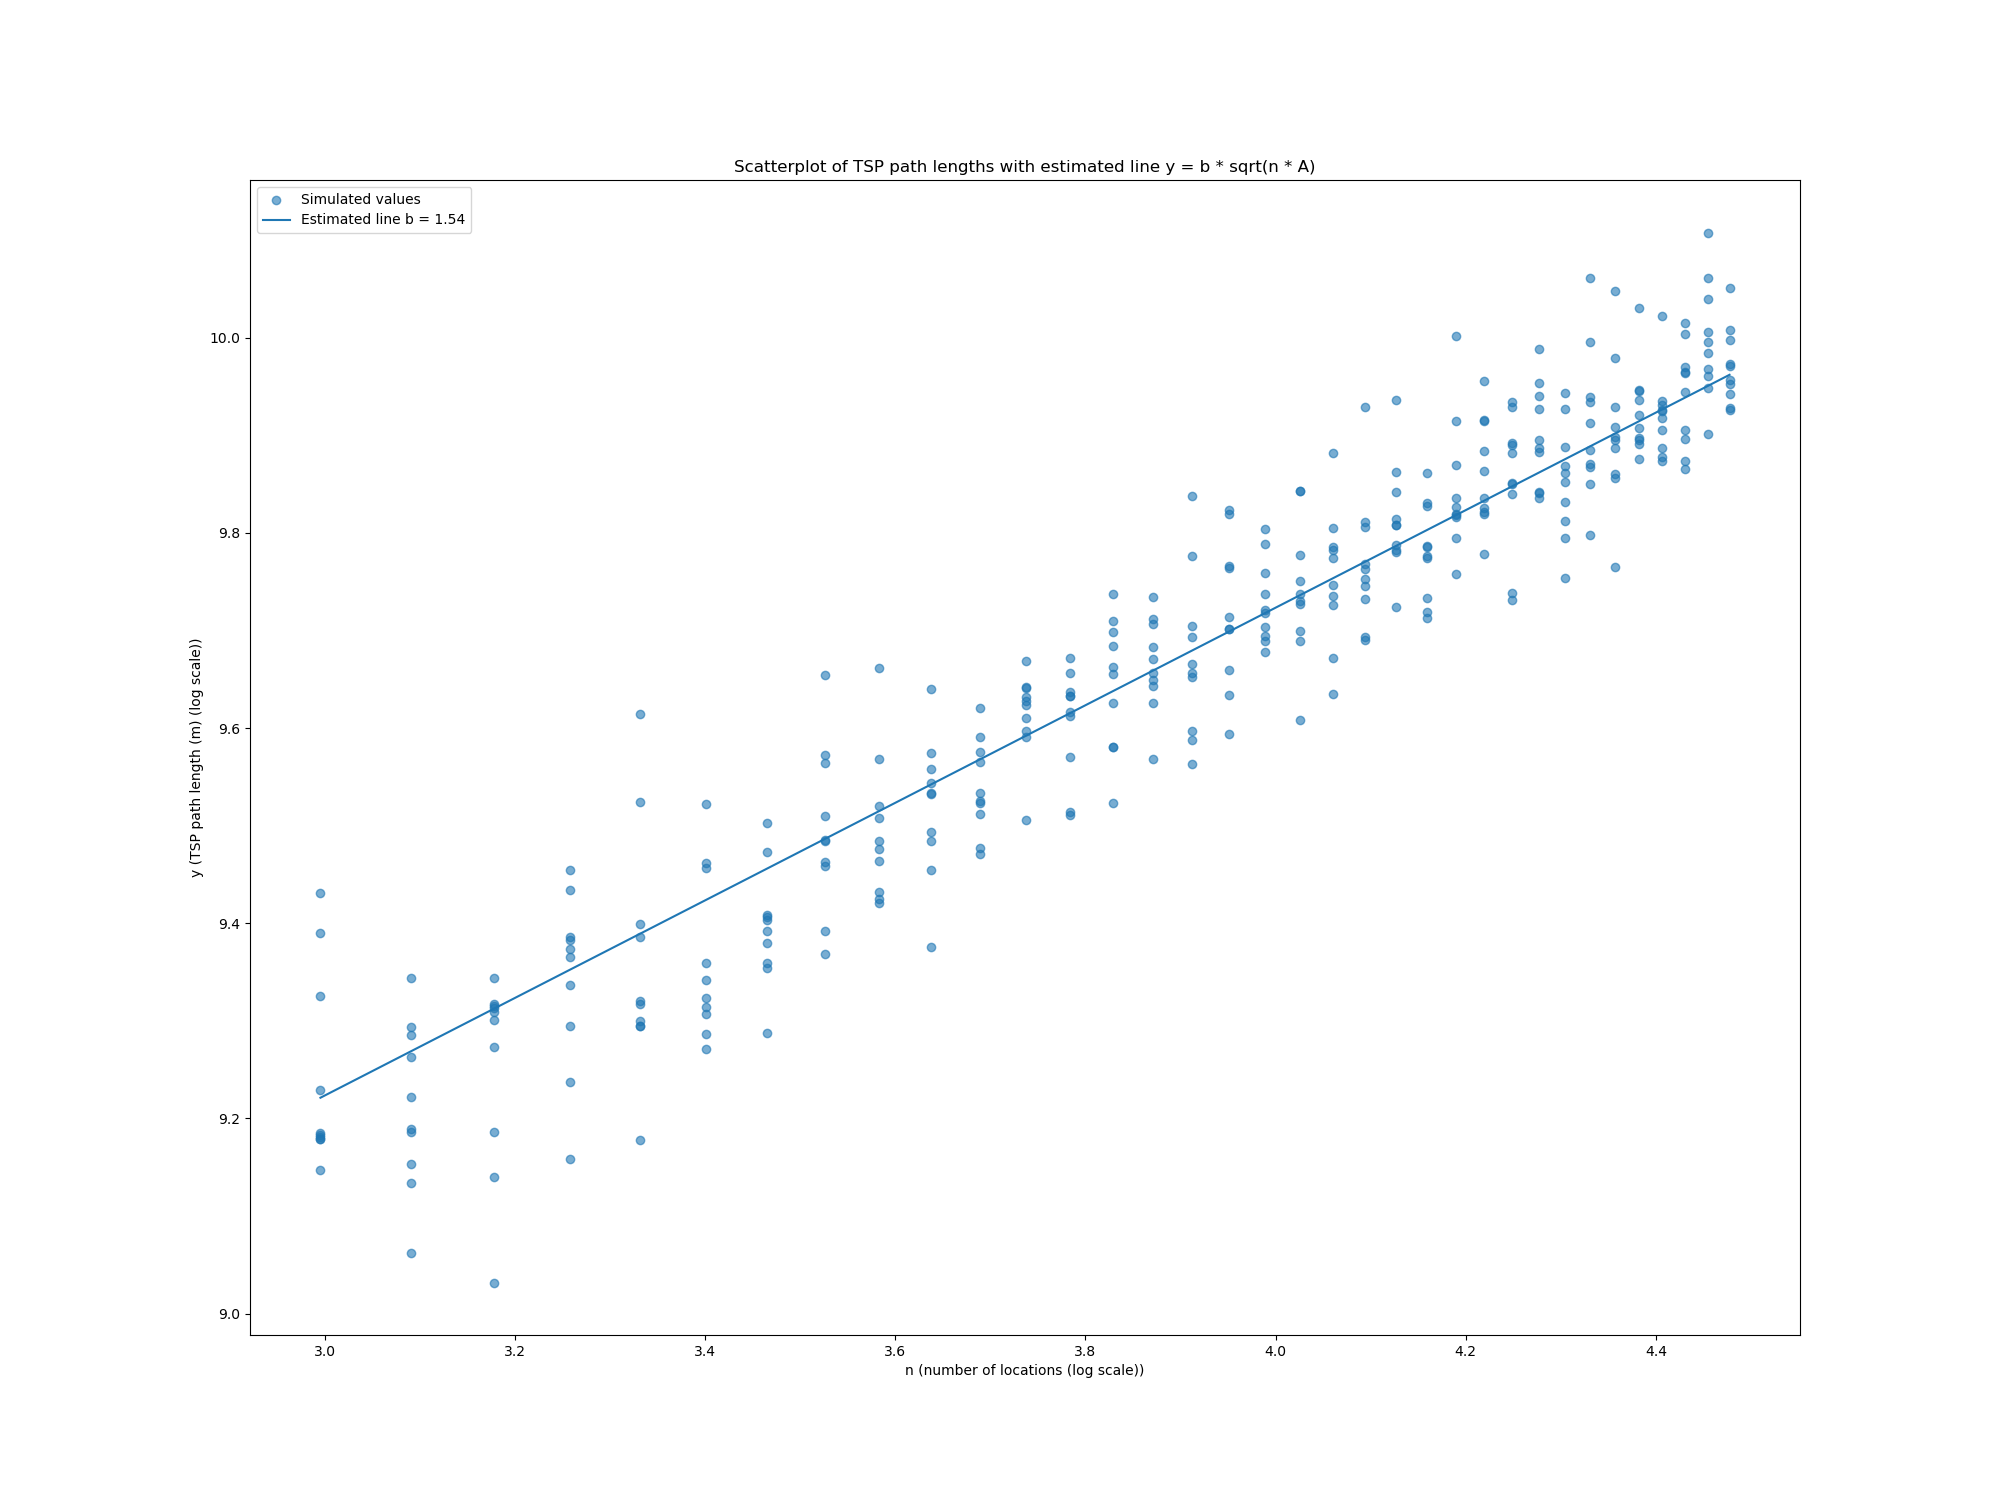 Scatterplot of TSP path lengths with estimated line y = b * sqrt(n * A)
Simulated values
Estimated line b = 1.54
10.0
9.8
9.6
9.4
9.2
9.0
y (TSP path length (m) (log scale))
3.0 3.2 3.4 3.6 3.8 4.0 4.2 4.4
n (number of locations (log scale))